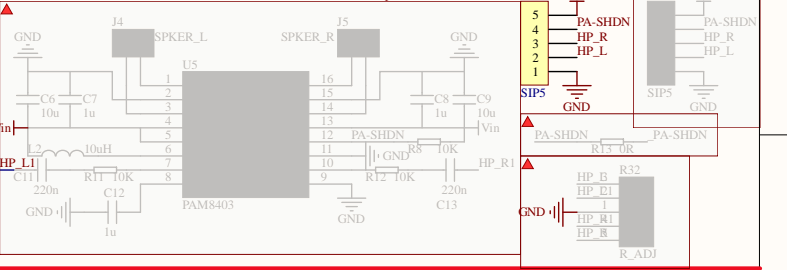 J4
SPKER_L
J5
SPKER_R
GND
GND
U5
C6
10u
C7
1u
1
2
3
4
5
6
7
8
16
15
14
13
12
11
10
9
C8
1u
C9
10u
Vin
PA-SHDN
R8 10K
GND
L2
10uH
HP_L1
C11
220n
R11 10K
R12 10K
HP_R1
220n
C13
C12
GND
1u
PAM8403
GND
5
4
3
2
1
PA-SHDN
HP_R
HP_L
SIP5
GND
PA-SHDN
HP_R
HP_L
SIP5
GND
PA-SHDN
PA-SHDN
R13 0R
R32
1
GND
R_ADJ